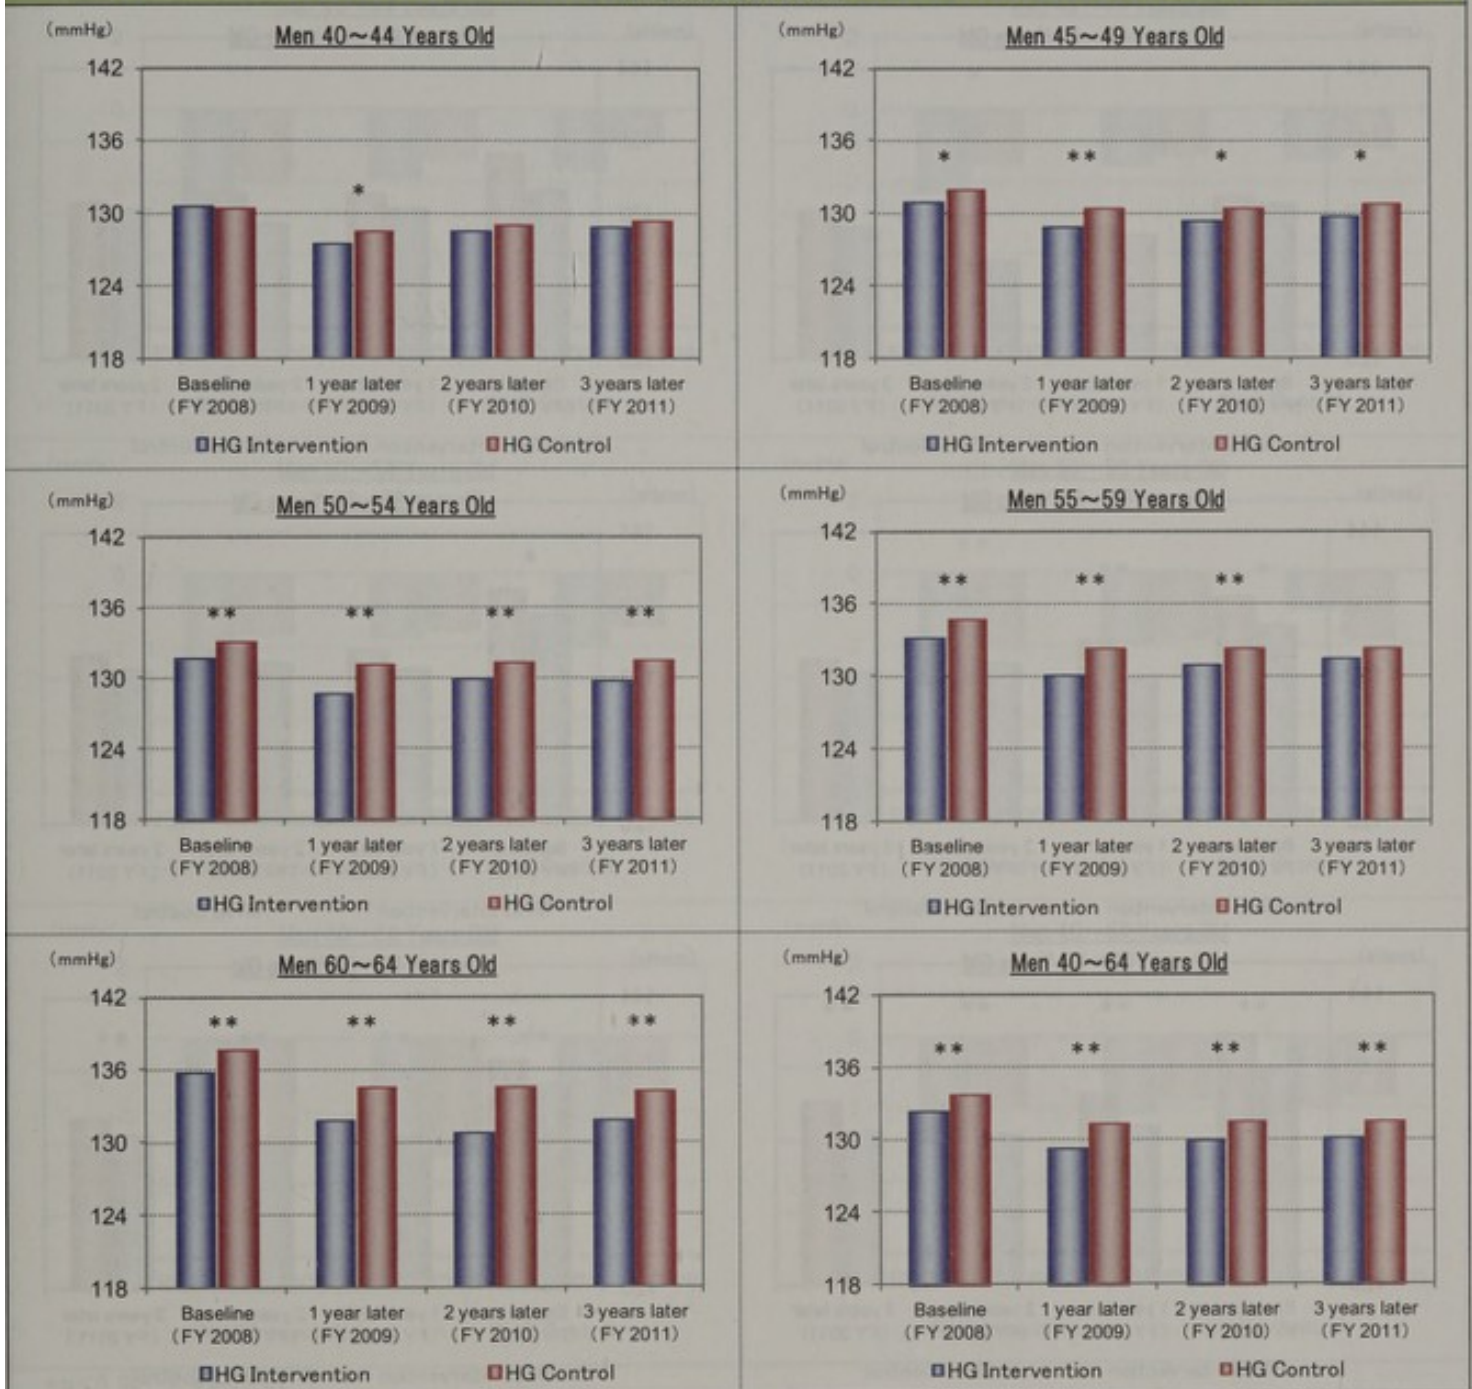 (mmHg)
Men 40～44 Years Old
142
136
130
124
118
*
Baseline
(FY 2008)
1 year later
(FY 2009)
2 years later
(FY 2010)
3 years later
(FY 2011)
HG Intervention
HG Control
(mmHg)
Men 45～49 Years Old
142
136
130
124
118
*
**
*
*
Baseline
(FY 2008)
1 year later
(FY 2009)
2 years later
(FY 2010)
3 years later
(FY 2011)
HG Intervention
HG Control
(mmHg)
Men 50～54 Years Old
142
136
130
124
118
**
**
**
**
Baseline
(FY 2008)
1 year later
(FY 2009)
2 years later
(FY 2010)
3 years later
(FY 2011)
HG Intervention
HG Control
(mmHg)
Men 55～59 Years Old
142
136
130
124
118
**
**
**
Baseline
(FY 2008)
1 year later
(FY 2009)
2 years later
(FY 2010)
3 years later
(FY 2011)
HG Intervention
HG Control
(mmHg)
Men 60～64 Years Old
142
136
130
124
118
**
**
**
**
Baseline
(FY 2008)
1 year later
(FY 2009)
2 years later
(FY 2010)
3 years later
(FY 2011)
HG Intervention
HG Control
(mmHg)
Men 40～64 Years Old
142
136
130
124
118
**
**
**
**
Baseline
(FY 2008)
1 year later
(FY 2009)
2 years later
(FY 2010)
3 years later
(FY 2011)
HG Intervention
HG Control